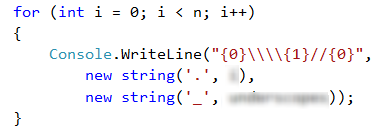 for (int i = 0; i < n; i++)
{
Console.WriteLine("{0}\\\\{1}//{0}",
new string('.', ),
new string('_', ));
}